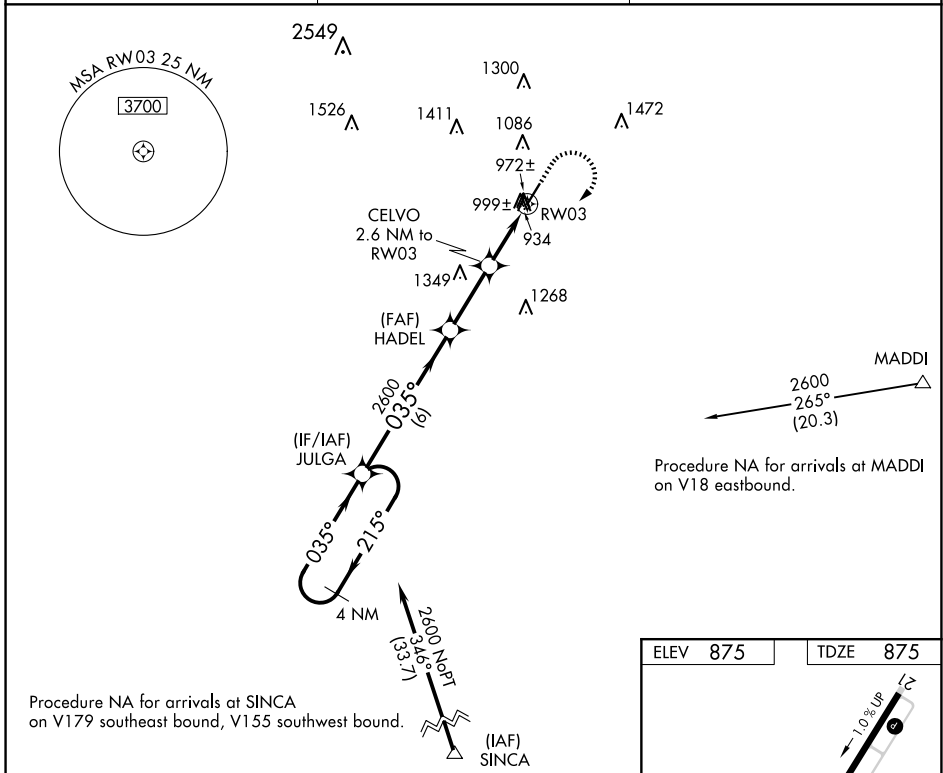 2549
MSA RW03 25 NM
3700
1300
1526
1411
1086
1472
972±
999±
RW03
934
CELVO
2.6 NM to
RW03
1349
1268
(FAF)
HADEL
MADDI
2600
265°
(20.3)
2600
035°
(6)
(IF/IAF)
JULGA
Procedure NA for arrivals at MADDI
on V18 eastbound.
035°
215°
4 NM
2600 NoPT
346°
(33.7)
ELEV 875
TDZE 875
21
1.0% UP
P
Procedure NA for arrivals at SINCA
on V179 southeast bound, V155 southwest bound.
(IAF)
SINCA